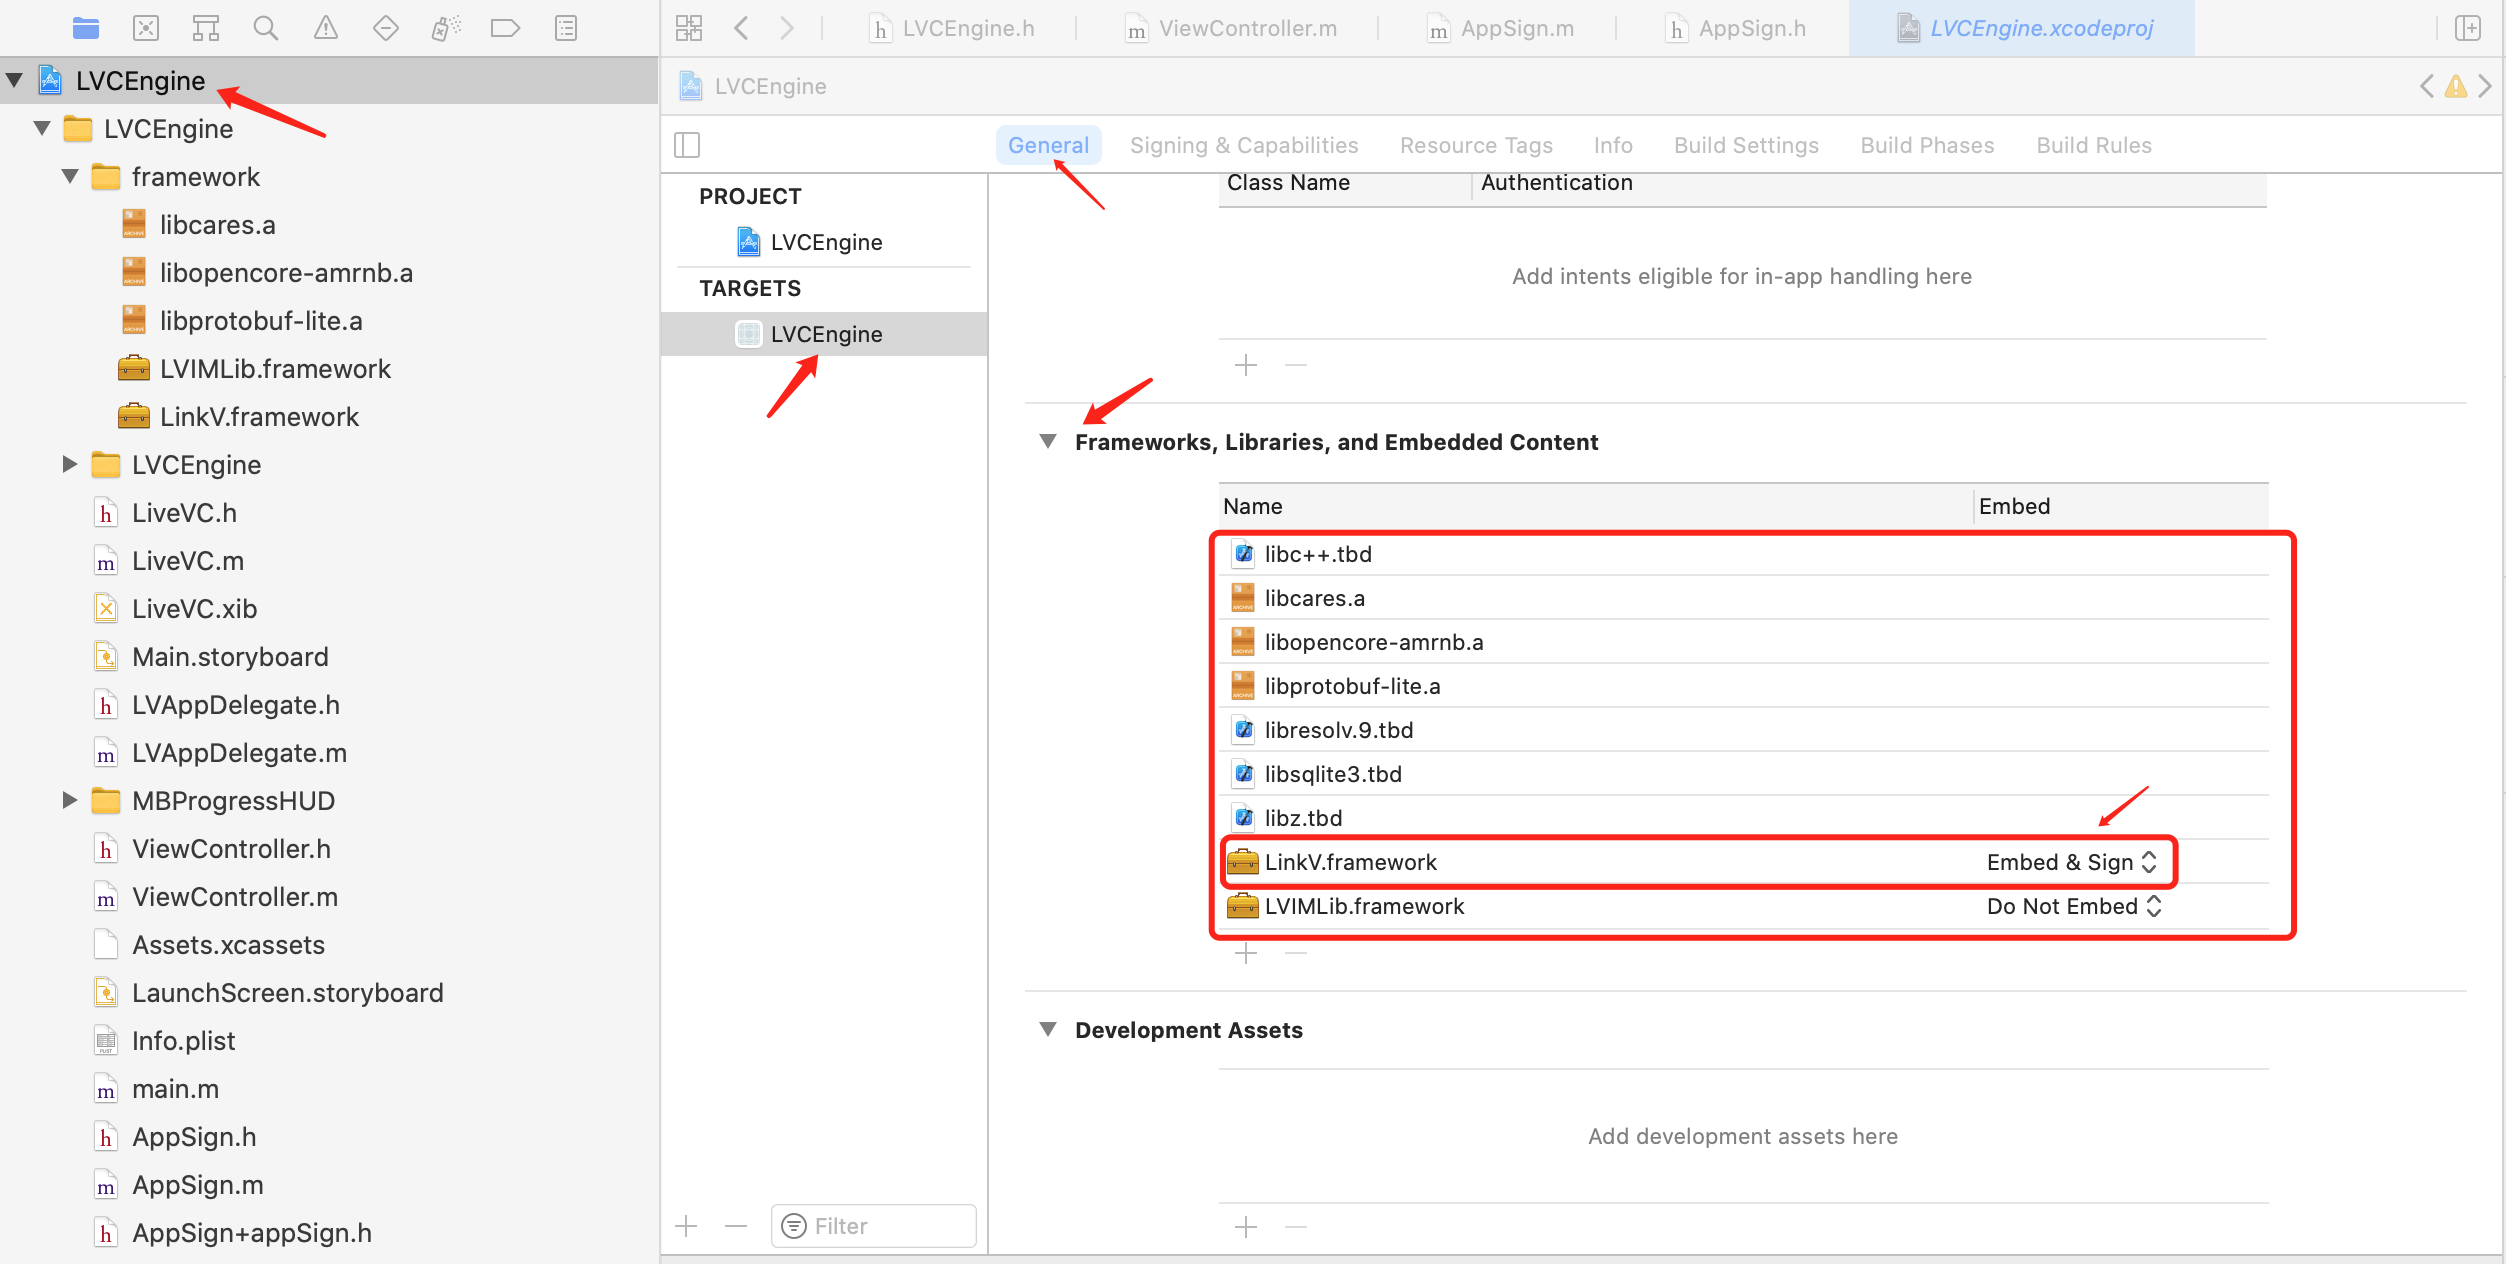 LVCEngine.h
ViewController.m
AppSign.m
AppSign.h
LVCEngine.xcodeproj
LVCEngine
LVCEngine
framework
libcares.a
libopencore-amrnb.a
libprotobuf-lite.a
LVIMLib.framework
LinkV.framework
LVCEngine
LiveVC.h
LiveVC.m
LiveVC.xib
Main.storyboard
LVAppDelegate.h
LVAppDelegate.m
MBProgressHUD
ViewController.h
ViewController.m
Assets.xcassets
LaunchScreen.storyboard
Info.plist
main.m
AppSign.h
AppSign.m
AppSign+appSign.h
LVCEngine
General Signing & Capabilities Resource Tags Info Build Settings Build Phases Build Rules
PROJECT
LVCEngine
TARGETS
LVCEngine
Filter
Class Name Authentication
Add intents eligible for in-app handling here
Frameworks, Libraries, and Embedded Content
Name Embed
libc++.tbd
libcares.a
libopencore-amrnb.a
libprotobuf-lite.a
libresolv.9.tbd
libsqlite3.tbd
libz.tbd
LinkV.framework Embed & Sign
LVIMLib.framework Do Not Embed
Development Assets
Add development assets here